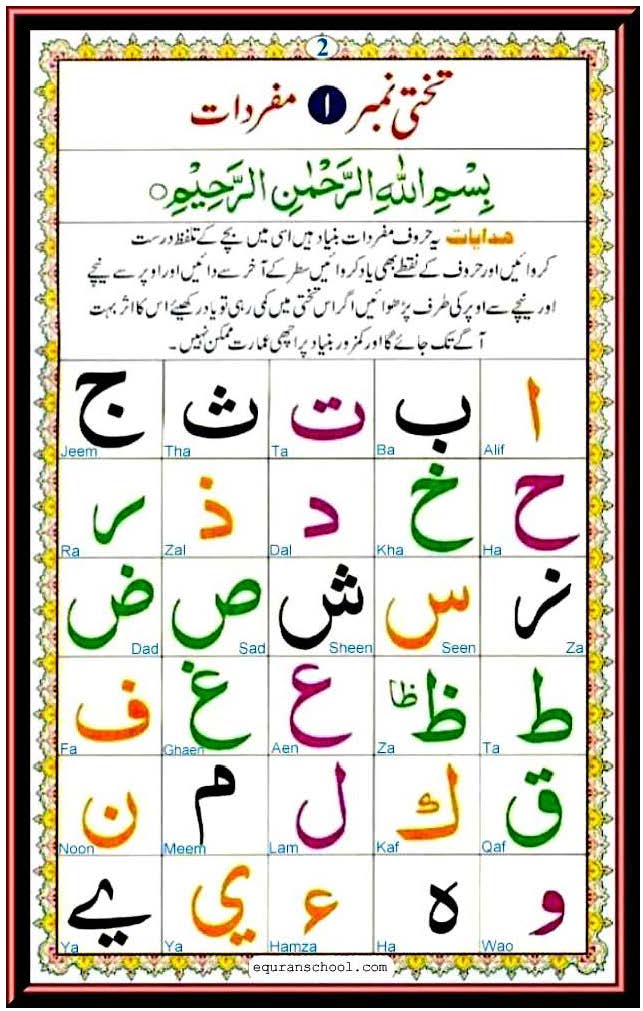 2
تختی نمبر ۱ مفردات
بِسْمِ اللهِ الرَّحْمٰنِ الرَّحِيْمِ ○
ھدایات یہ حروف مفردات بنیاد ہیں اسی میں بچے کے تلفظ درست
کروائیں اور حروف کے نقطے بھی یاد کروائیں سطر کے آخر سے دائیں اور اوپر سے نیچے
اور نیچے سے اوپر کی طرف پڑھوائیں اگر اس تختی میں کمی رہی تو یاد رکھیئے اس کا اثر بہت
آگے تک جائے گا اور کمزور بنیاد پر اچھی عمارت ممکن نہیں۔
ا ب ت ث ج
Alif Ba Ta Tha Jeem
ح خ د ذ ر
Ha Kha Dal Zal Ra
ز س ش ص ض
Za Seen Sheen Sad Dad
ط ظ ظا ع غ ف
Ta Za Aen Ghaen Fa
ق ك ل م ن
Qaf Kaf Lam Meem Noon
و ہ ء ي ے
Wao Ha Hamza Ya Ya
equranschool.com